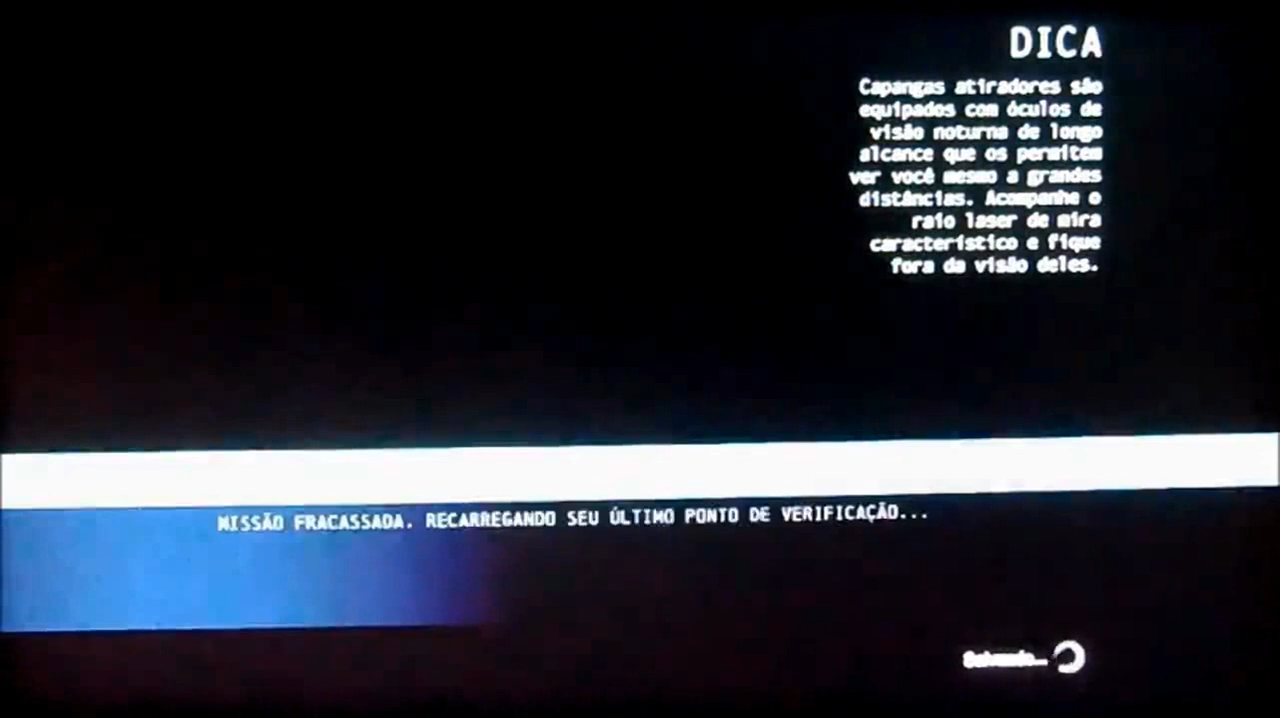 DICA
Capangas atiradores são
equipados com óculos de
visão noturna de longo
alcance que os permitem
ver você mesmo a grandes
distâncias. Acompanhe o
raio laser de mira
característico e fique
fora da visão deles.
MISSÃO FRACASSADA. RECARREGANDO SEU ÚLTIMO PONTO DE VERIFICAÇÃO...
Salvando...